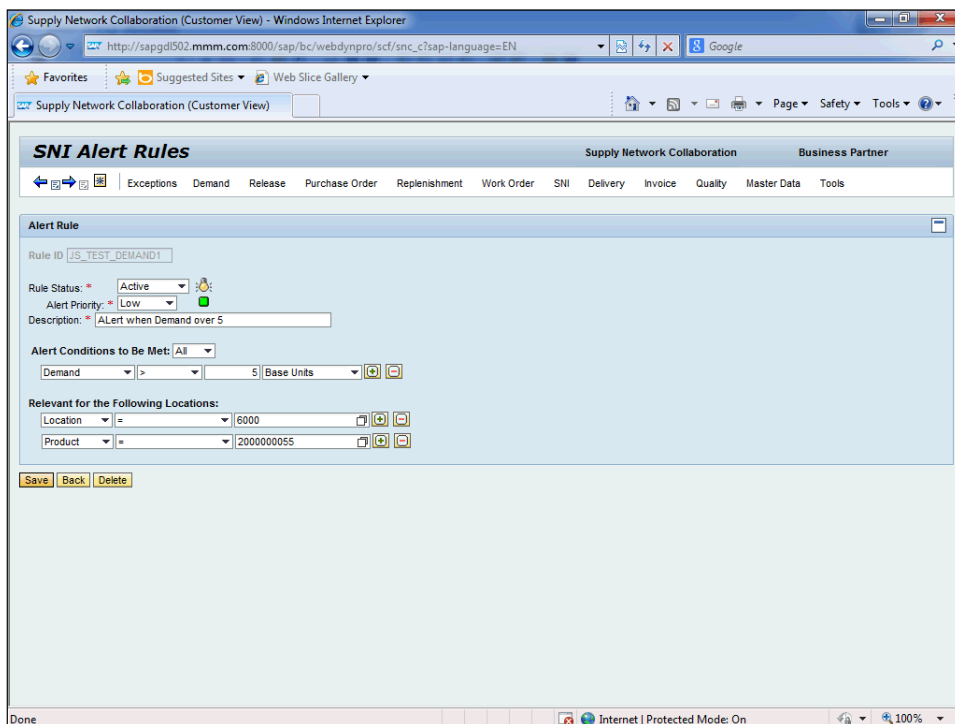 Supply Network Collaboration (Customer View) - Windows Internet Explorer
http://sapgdl502.mmm.com:8000/sap/bc/webdynpro/scf/snc_c?sap-language=EN
Google
Favorites Suggested Sites Web Slice Gallery
Supply Network Collaboration (Customer View)
Page Safety Tools
SNI Alert Rules Supply Network Collaboration Business Partner
Exceptions Demand Release Purchase Order Replenishment Work Order SNI Delivery Invoice Quality Master Data Tools
Alert Rule
Rule ID JS_TEST_DEMAND1
Rule Status: * Active
Alert Priority: * Low
Description: * ALert when Demand over 5
Alert Conditions to Be Met: All
Demand > 5 Base Units
Relevant for the Following Locations:
Location = 6000
Product = 2000000055
Save Back Delete
Done Internet | Protected Mode: On 100%